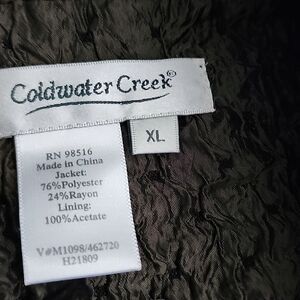 Coldwater Creek®
XL
RN 98516
Made in China
Jacket:
76%Polyester
24%Rayon
Lining:
100%Acetate
V#M1098/462720
H21809